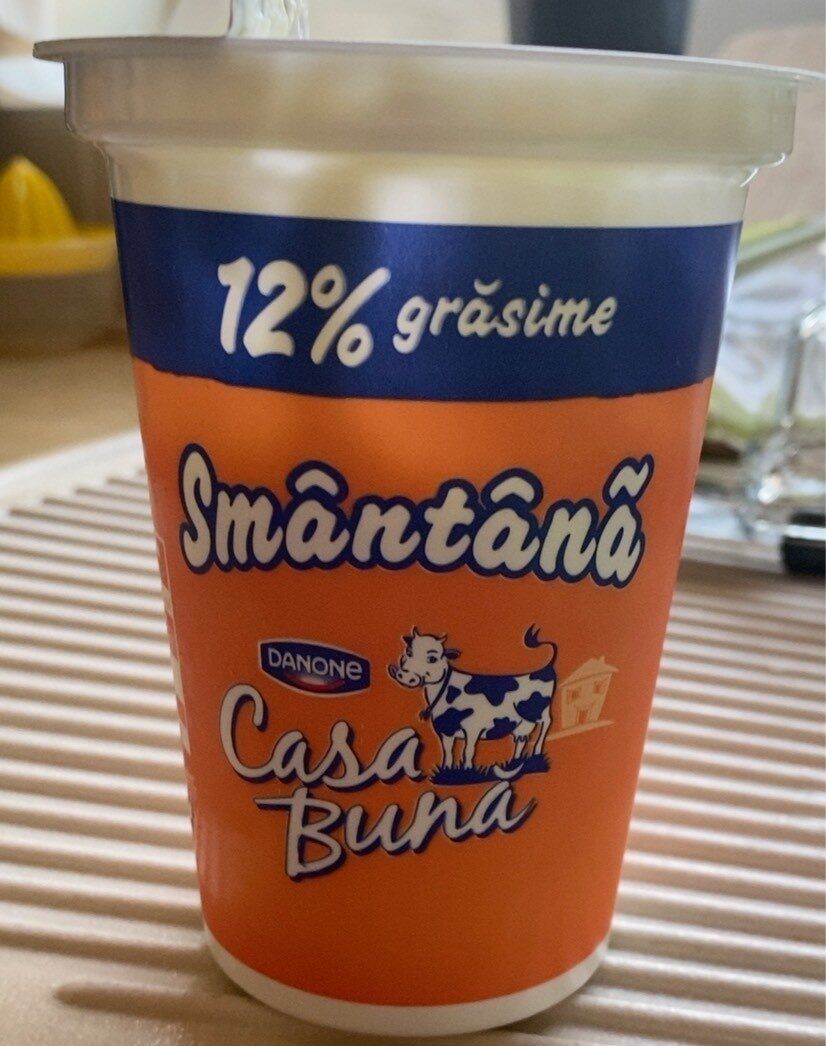 12% grăsime
Smântână
DANONE
Casa
Bună